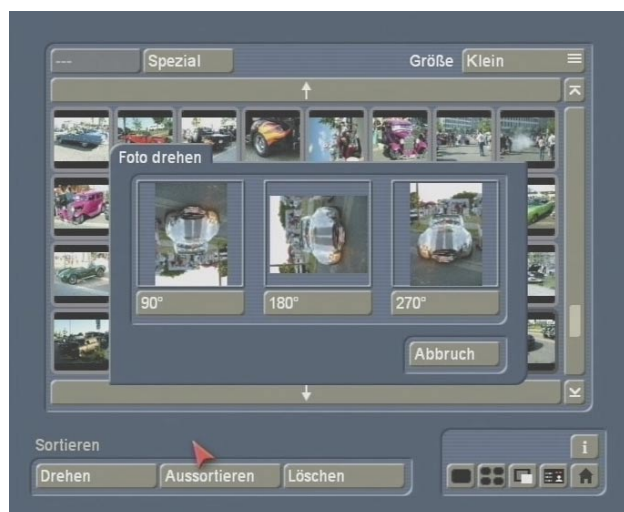 ---
Spezial
Größe
Klein
Foto drehen
90°
180°
270°
Abbruch
Sortieren
i
Drehen
Aussortieren
Löschen